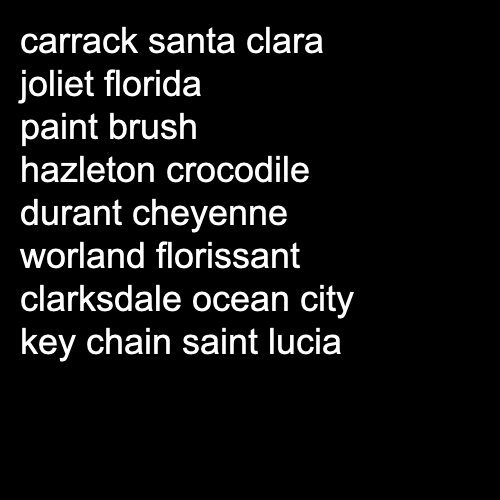 carrack santa clara
joliet florida
paint brush
hazleton crocodile
durant cheyenne
worland florissant
clarksdale ocean city
key chain saint lucia